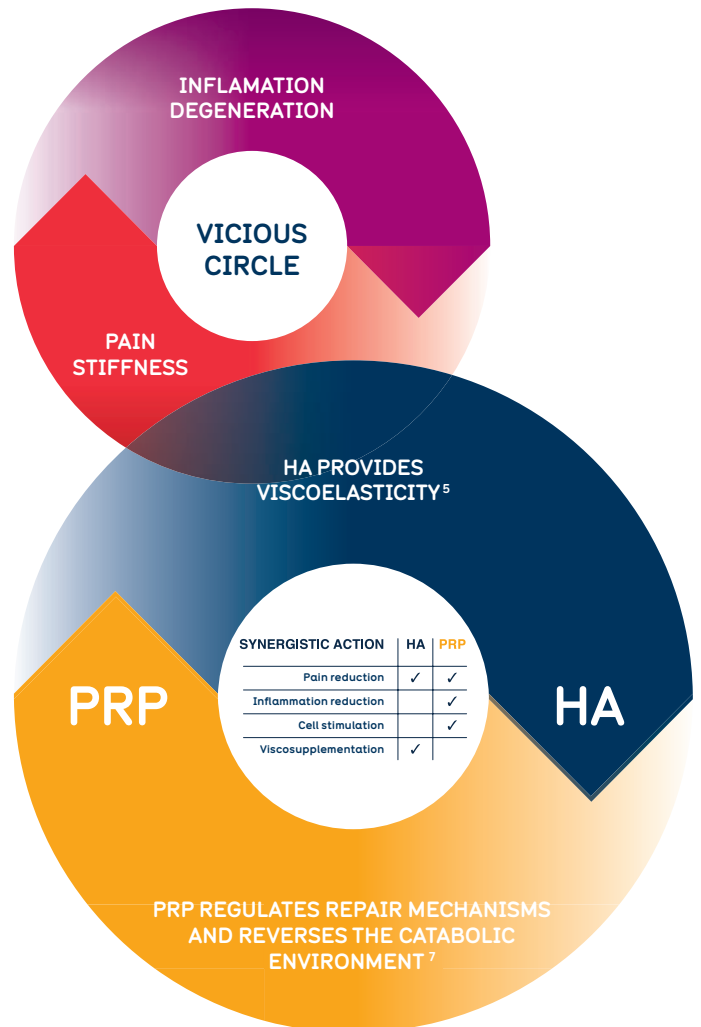 INFLAMATION
DEGENERATION
VICIOUS
CIRCLE
PAIN
STIFFNESS
HA PROVIDES
VISCOELASTICITY 5
SYNERGISTIC ACTION HA PRP
Pain reduction ✓ ✓
Inflammation reduction ✓
Cell stimulation ✓
Viscosupplementation ✓
PRP
HA
PRP REGULATES REPAIR MECHANISMS
AND REVERSES THE CATABOLIC
ENVIRONMENT 7